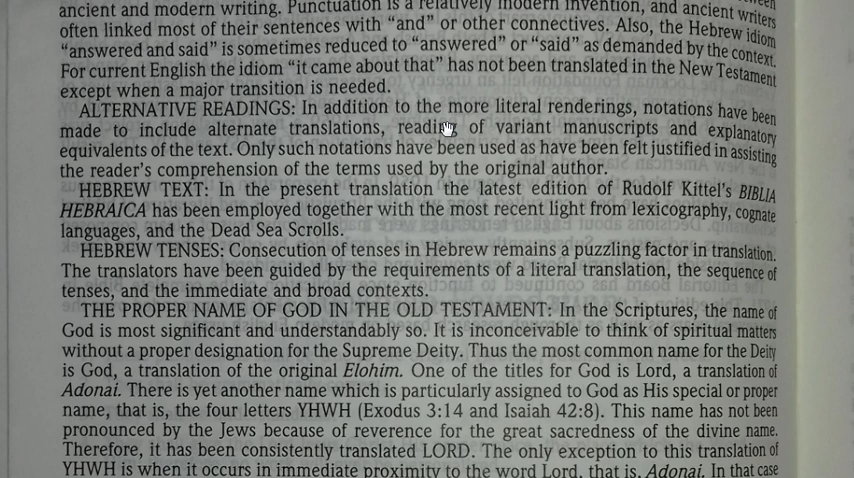 ancient and modern writing. Punctuation is a relatively modern invention, and ancient writers
often linked most of their sentences with “and” or other connectives. Also, the Hebrew idiom
“answered and said” is sometimes reduced to “answered” or “said” as demanded by the context.
For current English the idiom “it came about that” has not been translated in the New Testament
except when a major transition is needed.
ALTERNATIVE READINGS: In addition to the more literal renderings, notations have been
made to include alternate translations, reading of variant manuscripts and explanatory
equivalents of the text. Only such notations have been used as have been felt justified in assisting
the reader’s comprehension of the terms used by the original author.
HEBREW TEXT: In the present translation the latest edition of Rudolf Kittel’s BIBLIA
HEBRAICA has been employed together with the most recent light from lexicography, cognate
languages, and the Dead Sea Scrolls.
HEBREW TENSES: Consecution of tenses in Hebrew remains a puzzling factor in translation.
The translators have been guided by the requirements of a literal translation, the sequence of
tenses, and the immediate and broad contexts.
THE PROPER NAME OF GOD IN THE OLD TESTAMENT: In the Scriptures, the name of
God is most significant and understandably so. It is inconceivable to think of spiritual matters
without a proper designation for the Supreme Deity. Thus the most common name for the Deity
is God, a translation of the original Elohim. One of the titles for God is Lord, a translation of
Adonai. There is yet another name which is particularly assigned to God as His special or proper
name, that is, the four letters YHWH (Exodus 3:14 and Isaiah 42:8). This name has not been
pronounced by the Jews because of reverence for the great sacredness of the divine name.
Therefore, it has been consistently translated LORD. The only exception to this translation of
YHWH is when it occurs in immediate proximity to the word Lord, that is, Adonai. In that case